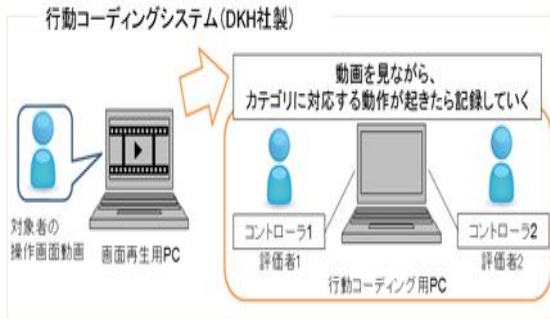 行動コーディングシステム(DKH社製)
動画を見ながら、
カテゴリに対応する動作が起きたら記録していく
対象者の
操作画面動画
画面再生用PC
コントローラ1
評価者1
コントローラ2
評価者2
行動コーディング用PC